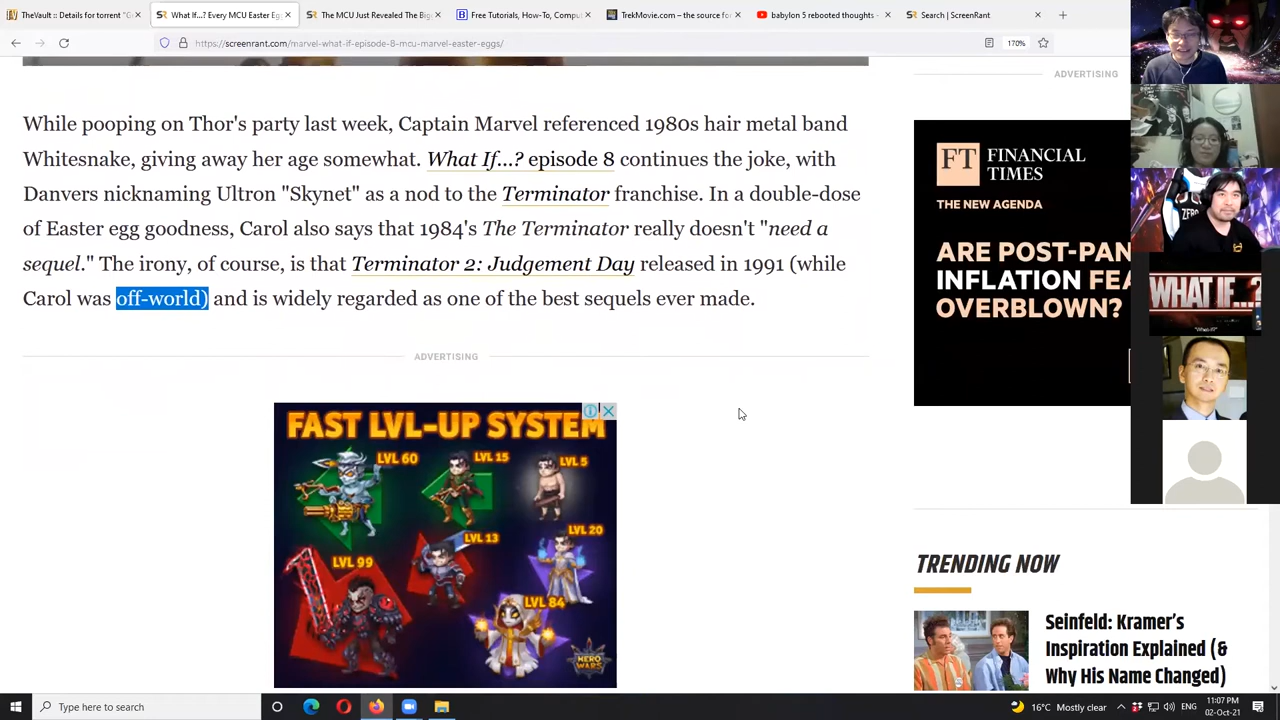 TheVault :: Details for torrent "G
What If...? Every MCU Easter Eg
The MCU Just Revealed The Big
Free Tutorials, How-To, Compu
TrekMovie.com – the source fo
babylon 5 rebooted thoughts -
Search | ScreenRant
https://screenrant.com/marvel-what-if-episode-8-mcu-marvel-easter-eggs/
170%
While pooping on Thor's party last week, Captain Marvel referenced 1980s hair metal band
Whitesnake, giving away her age somewhat. What If...? episode 8 continues the joke, with
Danvers nicknaming Ultron "Skynet" as a nod to the Terminator franchise. In a double-dose
of Easter egg goodness, Carol also says that 1984's The Terminator really doesn't "need a
sequel." The irony, of course, is that Terminator 2: Judgement Day released in 1991 (while
Carol was off-world) and is widely regarded as one of the best sequels ever made.
ADVERTISING
FAST LVL-UP SYSTEM
LVL 60
LVL 15
LVL 5
LVL 20
LVL 13
LVL 99
LVL 84
HERO
WARS
ADVERTISING
FT
FINANCIAL
TIMES
THE NEW AGENDA
ARE POST-PAN
INFLATION FEA
OVERBLOWN?
TRENDING NOW
Seinfeld: Kramer's
Inspiration Explained (&
Why His Name Changed)
ZERO
WHAT IF...?
Type here to search
16°C Mostly clear
ENG
11:07 PM
02-Oct-21